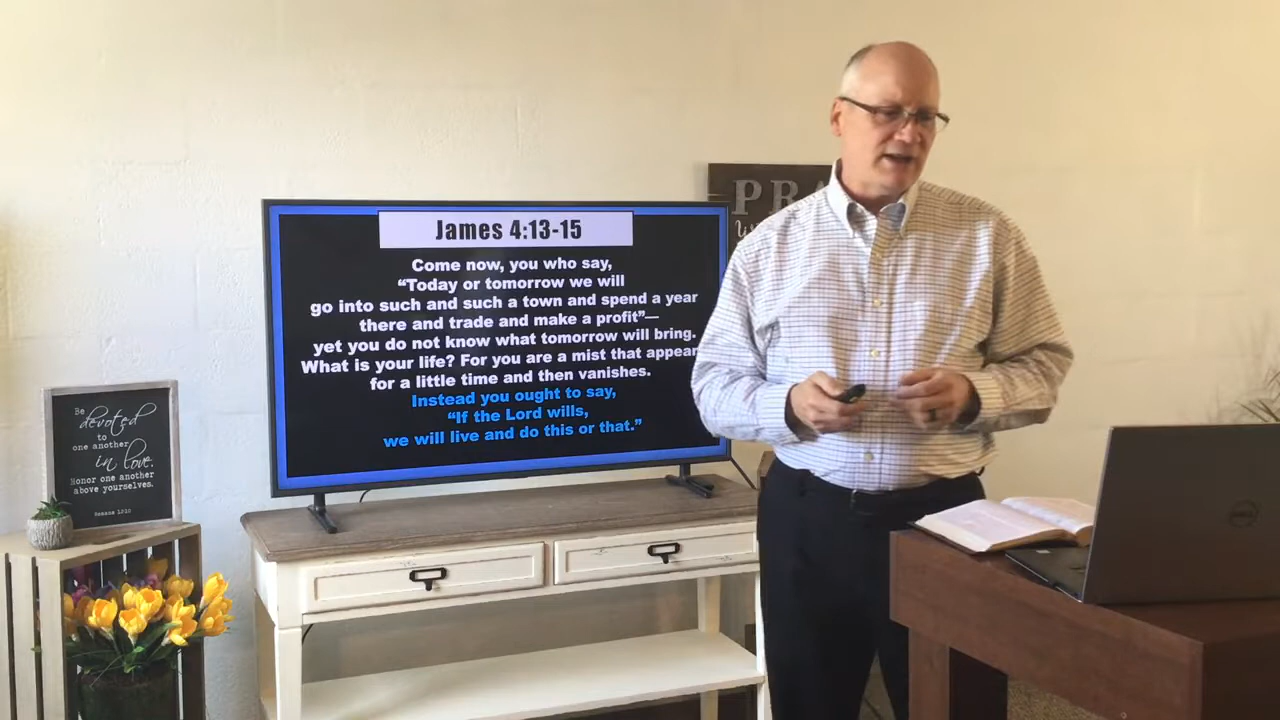 James 4:13-15
Come now, you who say,
“Today or tomorrow we will
go into such and such a town and spend a year
there and trade and make a profit”—
yet you do not know what tomorrow will bring.
What is your life? For you are a mist that appear
for a little time and then vanishes.
Instead you ought to say,
“If the Lord wills,
we will live and do this or that.”
PRA
Be
devoted
to
one another
in love.
Honor one another
above yourselves.
Romans 12:10
DELL